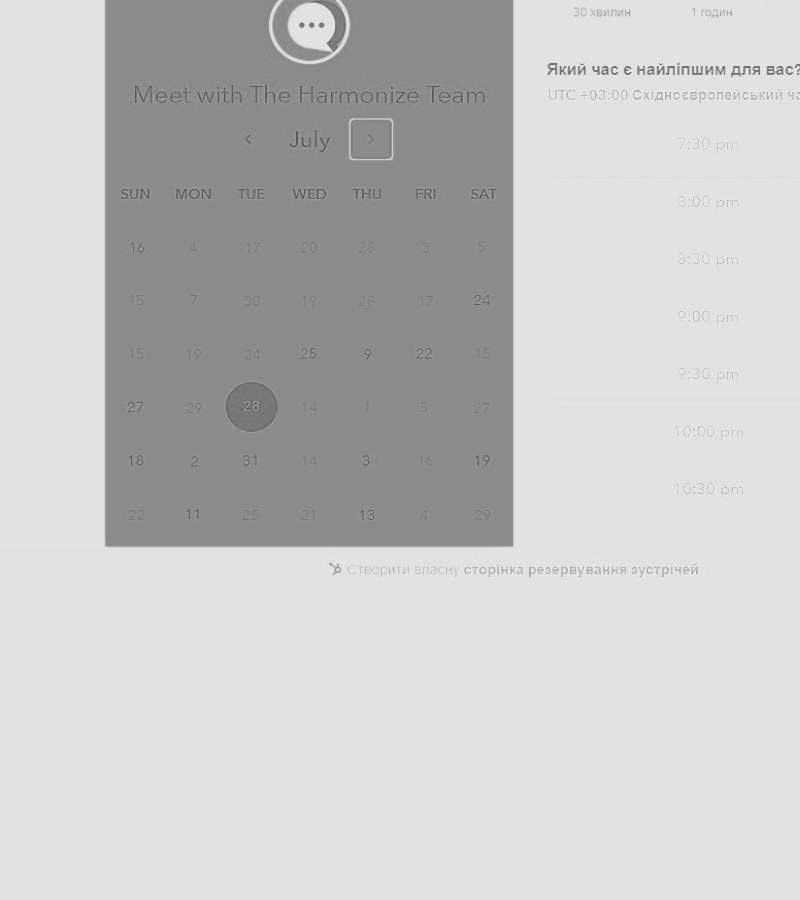 30 хвилин 1 годин
Meet with The Harmonize Team
July
SUN MON TUE WED THU FRI SAT
16 4 17 20 28 3 5
15 7 30 19 28 17 24
15 19 24 25 9 22 15
27 29 28 14 1 5 27
18 2 31 14 3 16 19
22 11 25 21 13 4 29
Який час є найліпшим для вас?
UTC +03:00 Східноєвропейський ча
7:30 pm
8:00 pm
8:30 pm
9:00 pm
9:30 pm
10:00 pm
10:30 pm
Створити власну сторінка резервування зустрічей